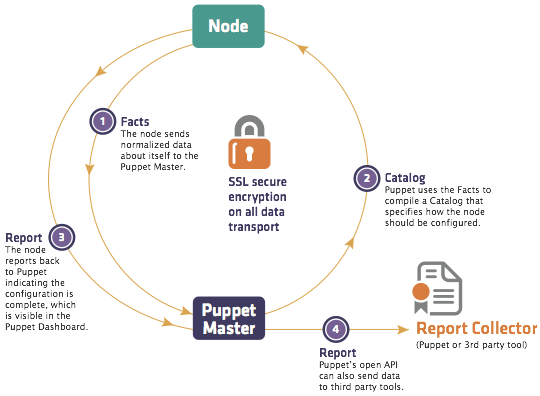 Node
1
Facts
The node sends
normalized data
about itself to the
Puppet Master.
SSL secure
encryption
on all data
transport
2
Catalog
Puppet uses the Facts to
compile a Catalog that
specifies how the node
should be configured.
Report
3
The node
reports back
to Puppet
indicating the
configuration is
complete, which
is visible in the
Puppet Dashboard.
Puppet
Master
4
Report
Puppet's open API
can also send data
to third party tools.
Report Collector
(Puppet or 3rd party tool)